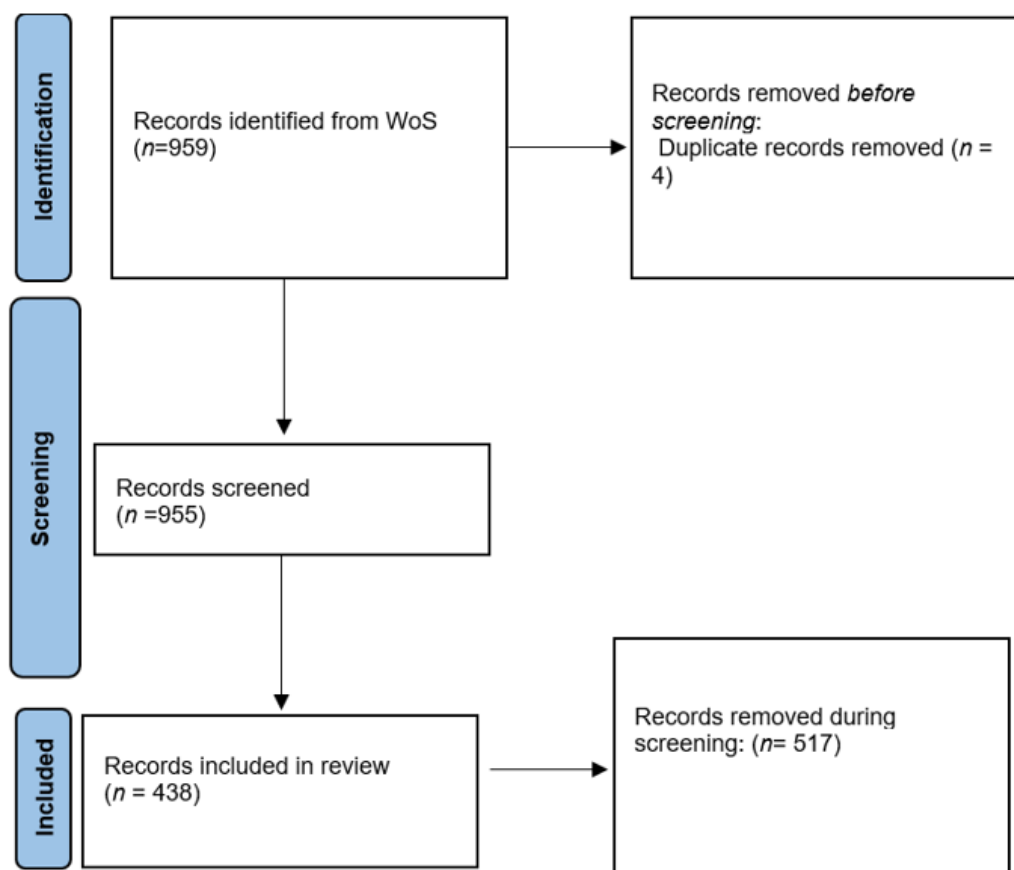 Identification
Records identified from WoS
(n=959)
Records removed before
screening:
Duplicate records removed (n =
4)
Screening
Records screened
(n =955)
Included
Records included in review
(n = 438)
Records removed during
screening: (n= 517)